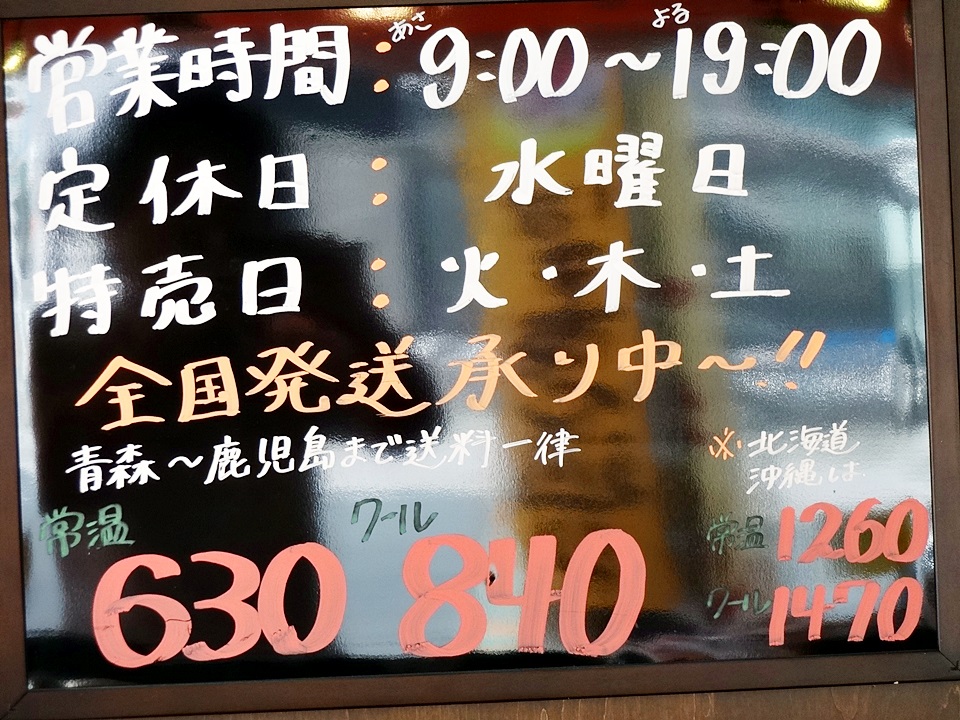 営業時間：あさ9:00～よる19:00
定休日：水曜日
特売日：火・木・土
全国発送承り中～!!
青森～鹿児島まで送料一律
※北海道
沖縄は
常温 630 クール 840
常温 1260
クール 1470